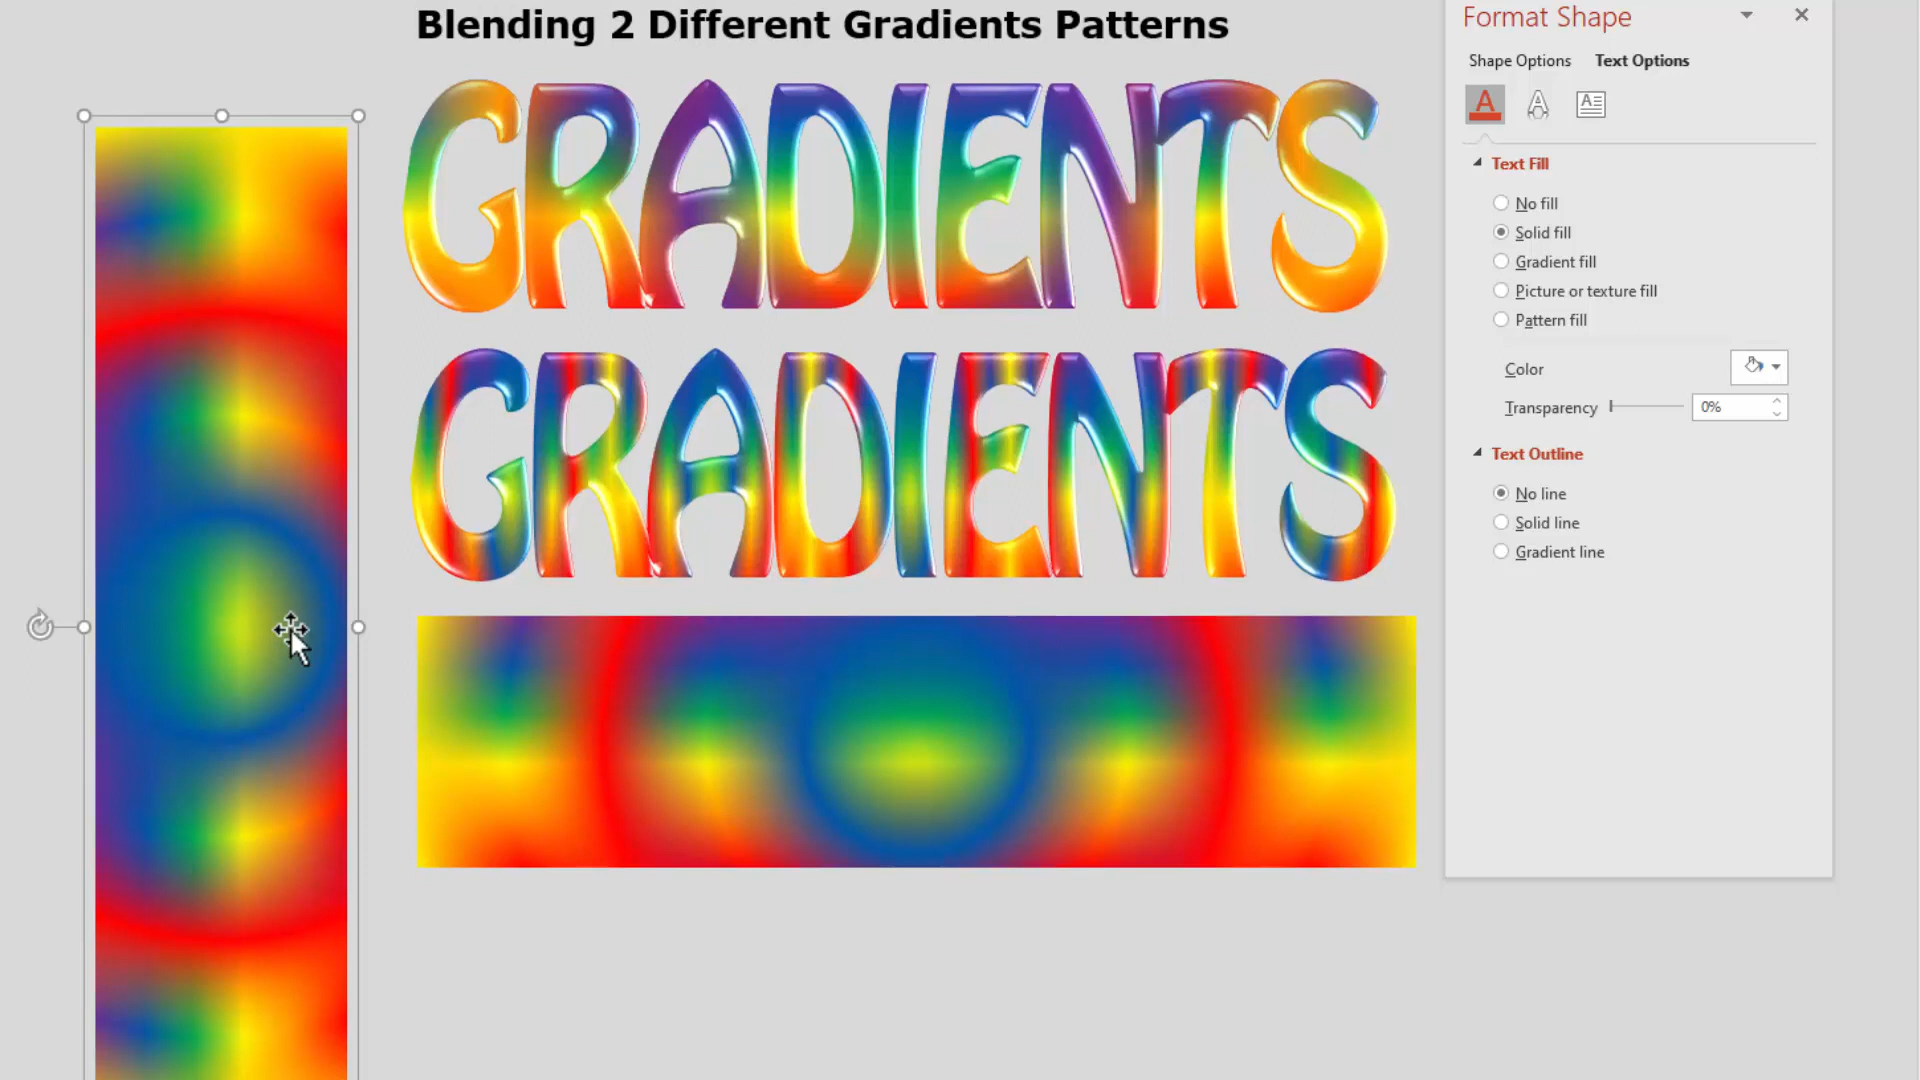 Blending 2 Different Gradients Patterns
GRADIENTS
GRADIENTS
Format Shape
Shape Options Text Options
Text Fill
No fill
Solid fill
Gradient fill
Picture or texture fill
Pattern fill
Color
Transparency 0%
Text Outline
No line
Solid line
Gradient line